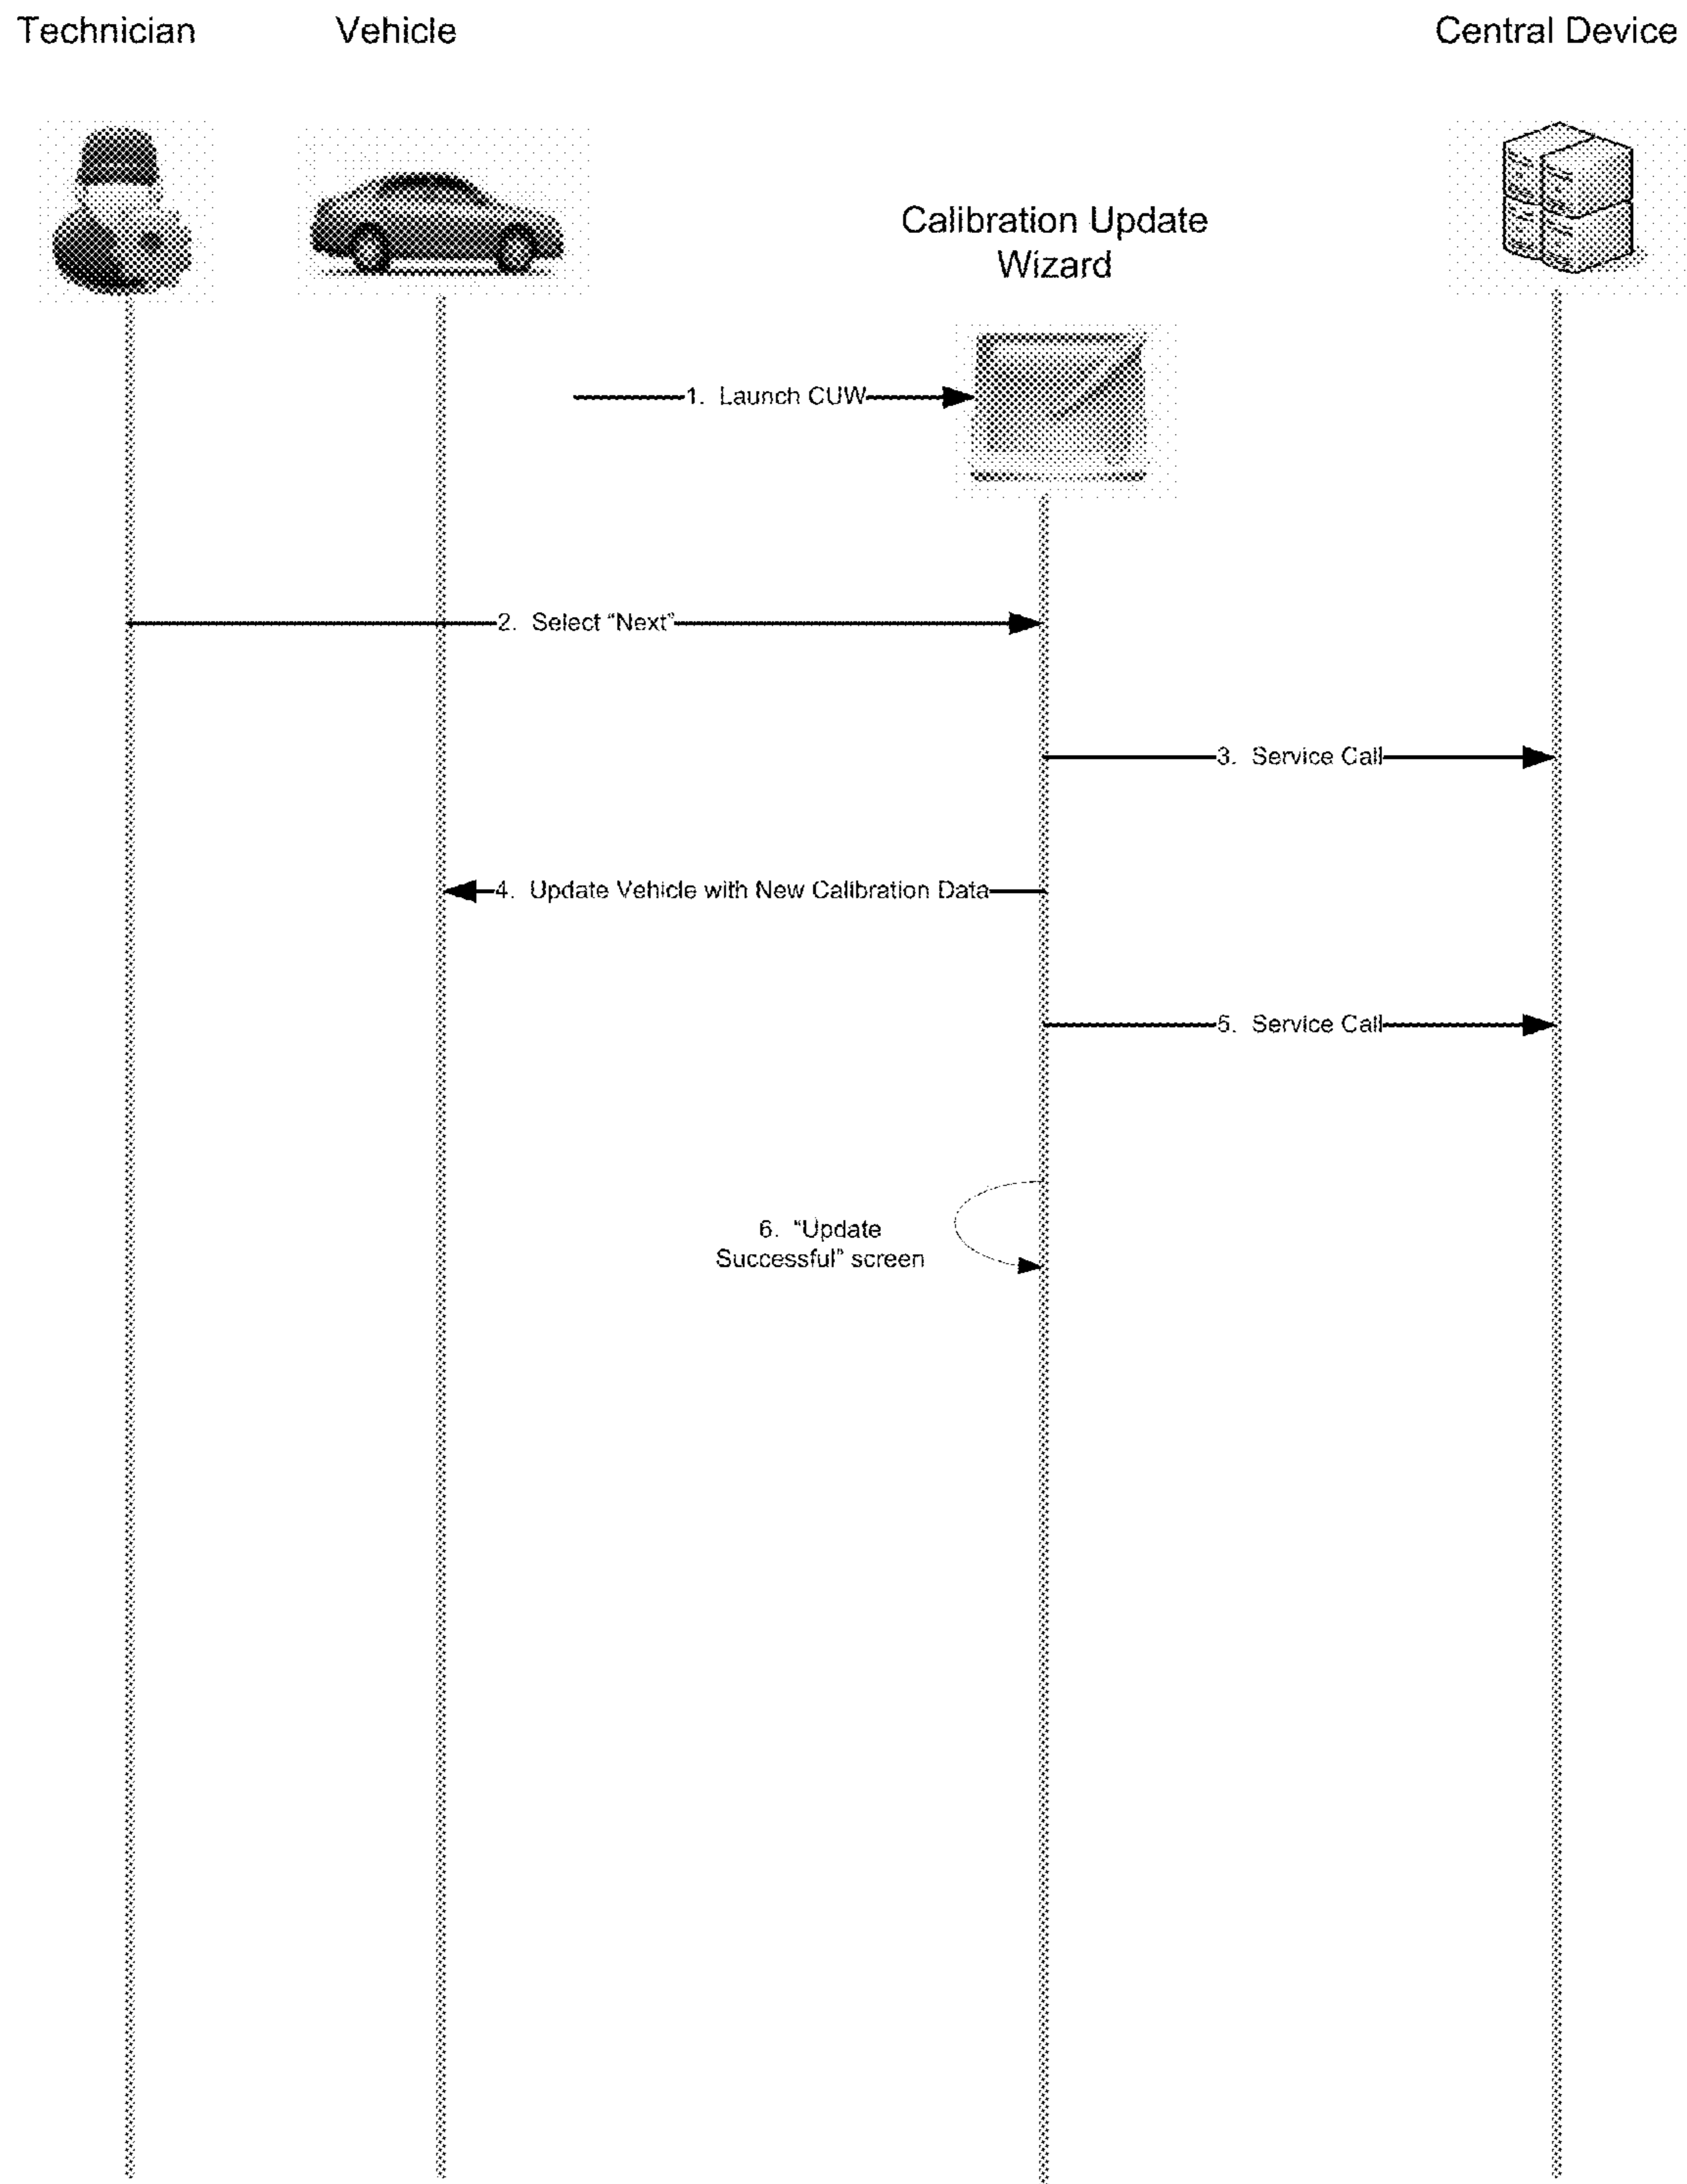 Technician
Vehicle
Central Device
Calibration Update
Wizard
1. Launch CUW
2. Select “Next”
3. Service Call
4. Update Vehicle with New Calibration Data
5. Service Call
6. “Update
Successful” screen